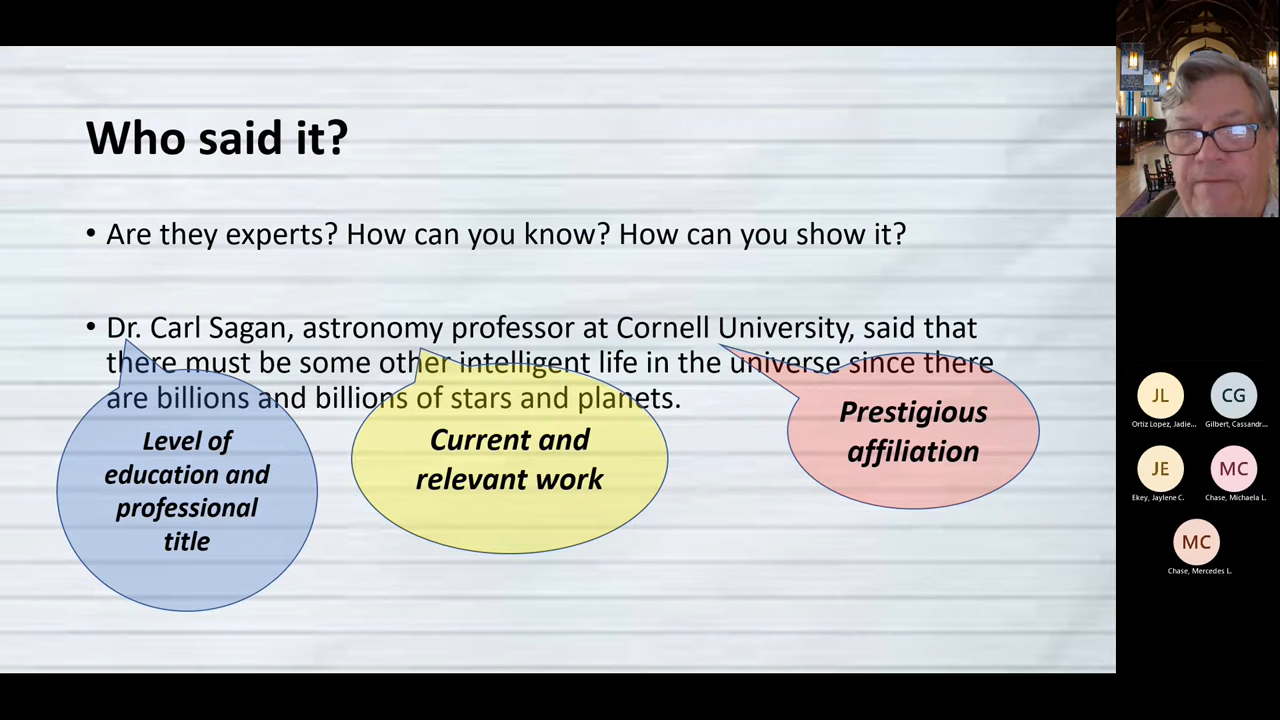 Who said it?
• Are they experts? How can you know? How can you show it?
• Dr. Carl Sagan, astronomy professor at Cornell University, said that
there must be some other intelligent life in the universe since there
are billions and billions of stars and planets.
Level of
education and
professional
title
Current and
relevant work
Prestigious
affiliation
JL
Ortiz Lopez, Jadie...
CG
Gilbert, Cassandr...
JE
Ekey, Jaylene C.
MC
Chase, Michaela L.
MC
Chase, Mercedes L.